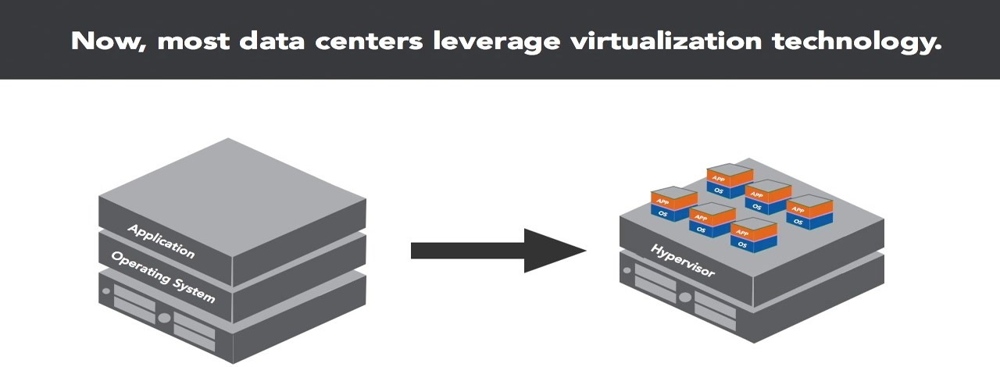 Now, most data centers leverage virtualization technology.
Application
Operating System
APP
OS
APP
OS
APP
OS
APP
OS
APP
OS
APP
OS
Hypervisor